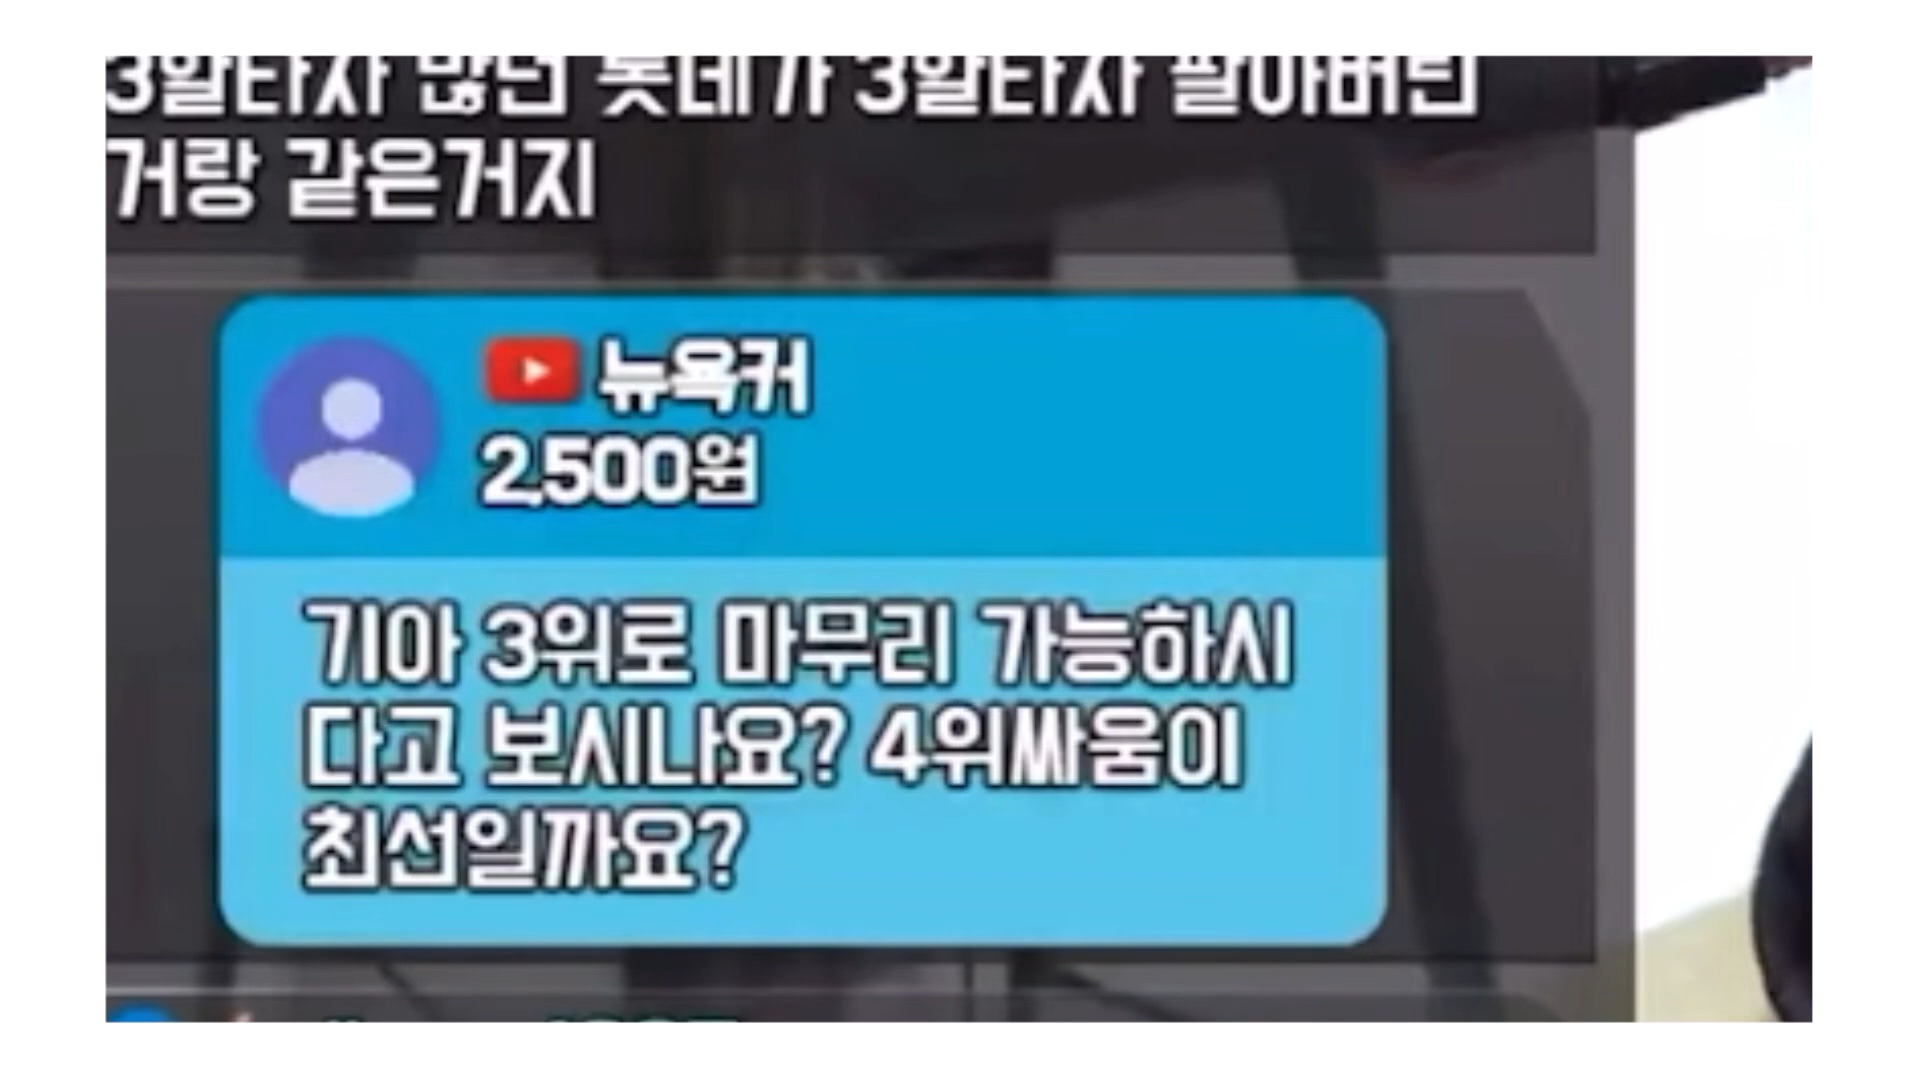 3할타자 많던 롯데가 3할타자 팔아버린
거랑 같은거지
뉴욕커
2,500원
기아 3위로 마무리 가능하시
다고 보시나요? 4위싸움이
최선일까요?